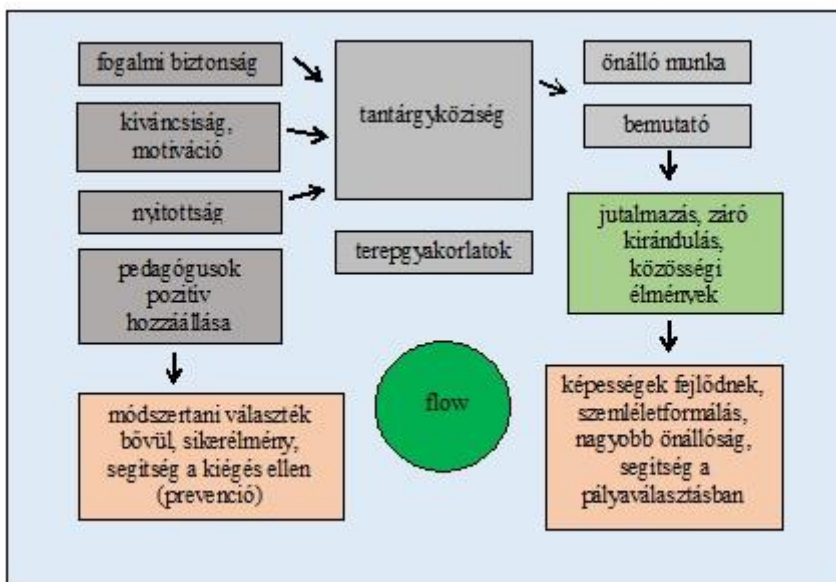 fogalmi biztonság
kíváncsiság,
motiváció
nyitottság
pedagógusok
pozitív
hozzáállása
módszertani választék
bővül, sikerélmény,
segítség a kiégés ellen
(prevenció)
tantárgyköziség
terepgyakorlatok
flow
önálló munka
bemutató
jutalmazás, záró
kirándulás,
közösségi
élmények
képességek fejlődnek,
szemléletformálás,
nagyobb önállóság,
segítség a
pályaválasztásban